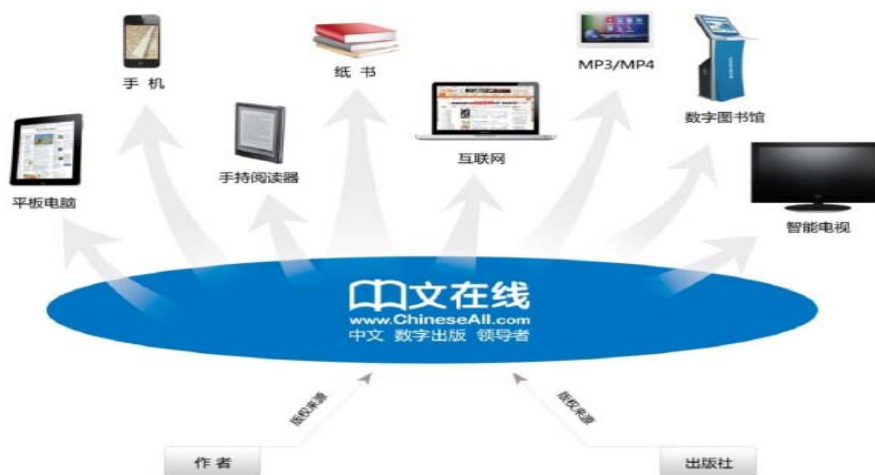 手 机
纸 书
MP3/MP4
数字图书馆
平板电脑
手持阅读器
互联网
智能电视
中文在线
www.ChineseAll.com
中文 数字出版 领导者
版权来源
版权来源
作 者
出版社